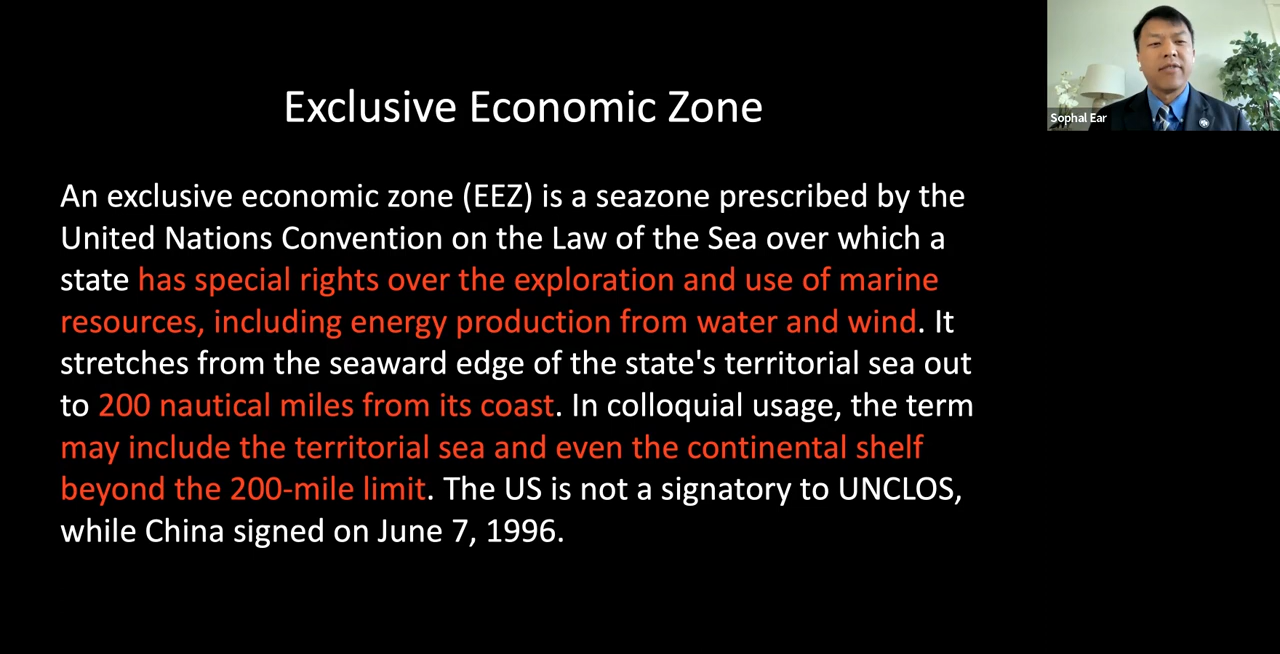 Exclusive Economic Zone
Sophal Ear
An exclusive economic zone (EEZ) is a seazone prescribed by the
United Nations Convention on the Law of the Sea over which a
state has special rights over the exploration and use of marine
resources, including energy production from water and wind. It
stretches from the seaward edge of the state's territorial sea out
to 200 nautical miles from its coast. In colloquial usage, the term
may include the territorial sea and even the continental shelf
beyond the 200-mile limit. The US is not a signatory to UNCLOS,
while China signed on June 7, 1996.